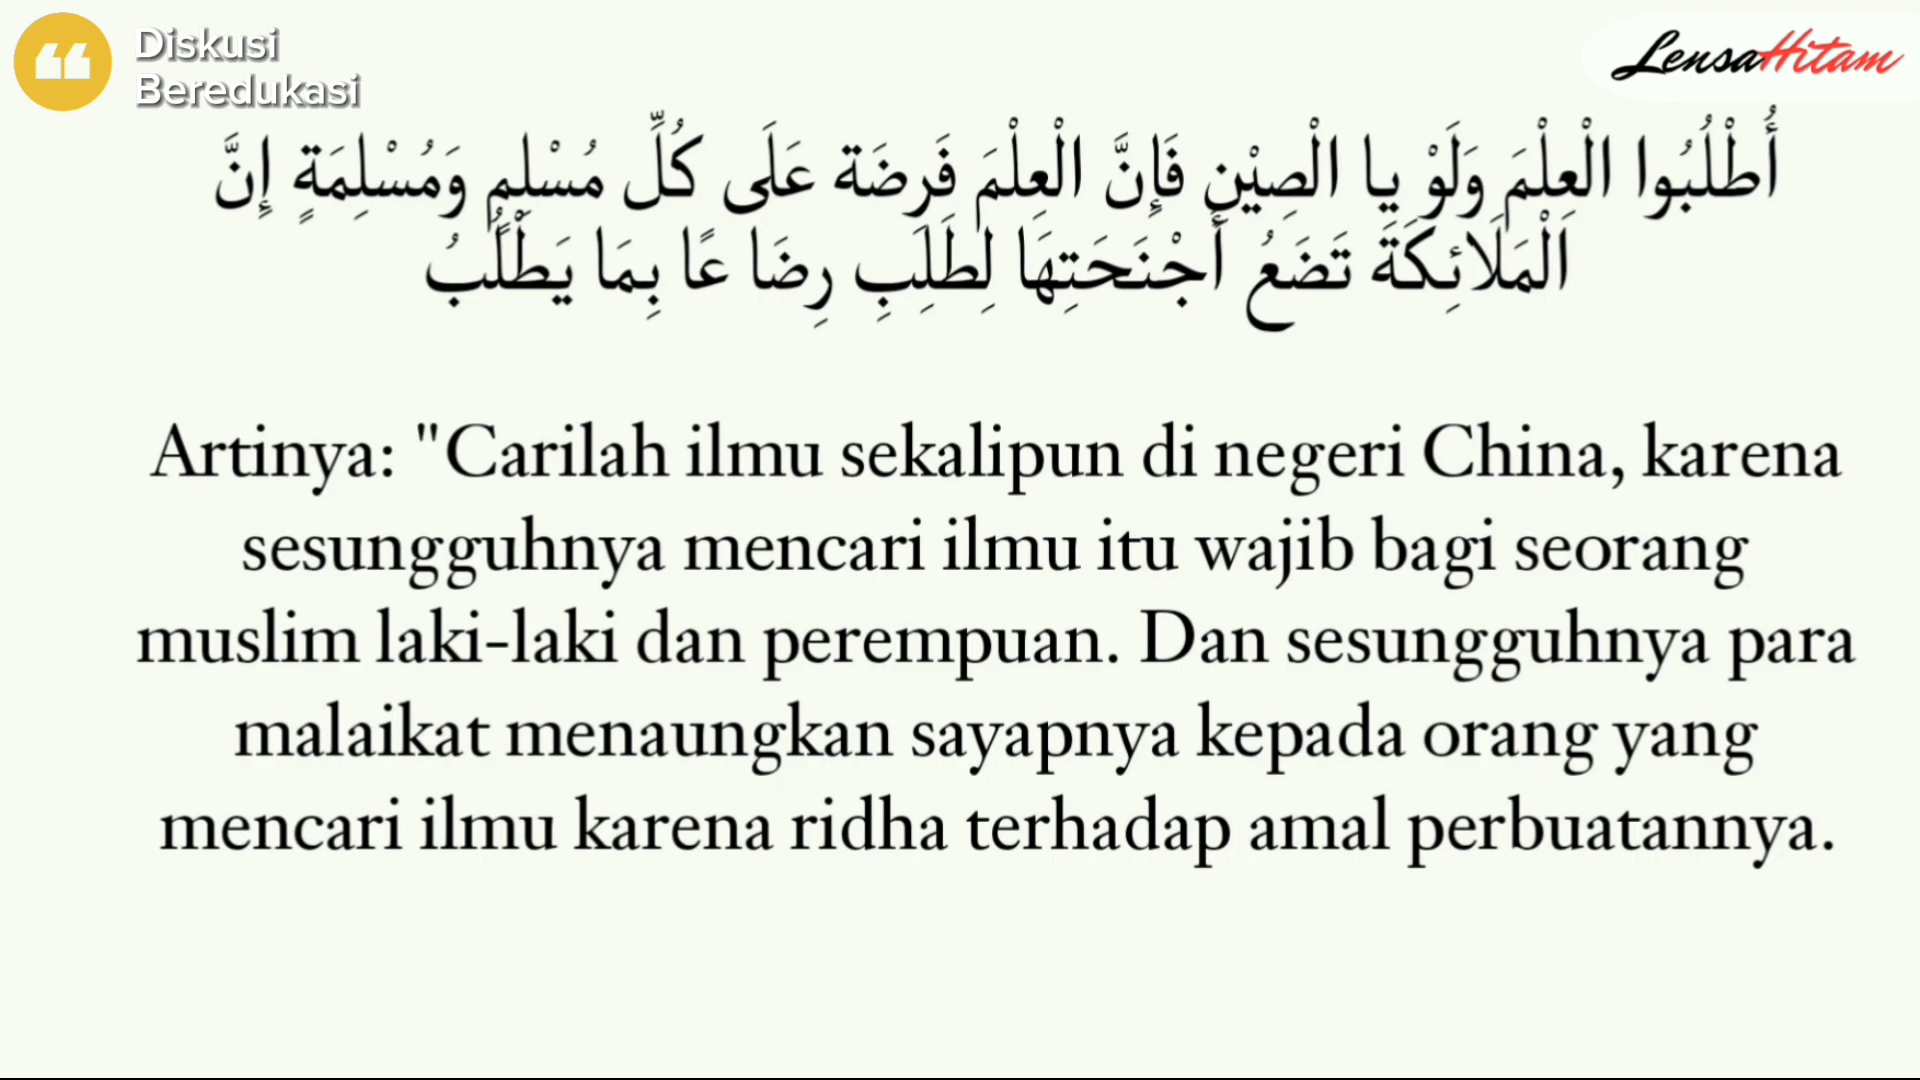 Diskusi
Beredukasi
LensaHitam
أُطْلُبُوا الْعِلْمَ وَلَوْ يا الْصِيْنِ فَإِنَّ الْعِلْمَ فَرِضَة عَلَى كُلِّ مُسْلِمِ وَمُسْلِمَةٍ إِنَّ
اَلْمَلَائِكَةَ تَضَعُ أَجْنَحَتِهَا لِطَلِبِ رِضَا عًا بِمَا يَطْلُبُ
Artinya: "Carilah ilmu sekalipun di negeri China, karena
sesungguhnya mencari ilmu itu wajib bagi seorang
muslim laki-laki dan perempuan. Dan sesungguhnya para
malaikat menaungkan sayapnya kepada orang yang
mencari ilmu karena ridha terhadap amal perbuatannya.